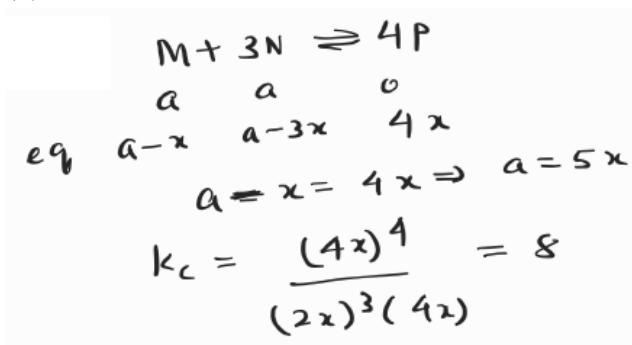 M + 3N ⇌ 4P
a a 0
eq a-x a-3x 4x
a - x = 4x ⇒ a = 5x
kc = (4x)^4 / (2x)^3 (4x) = 8